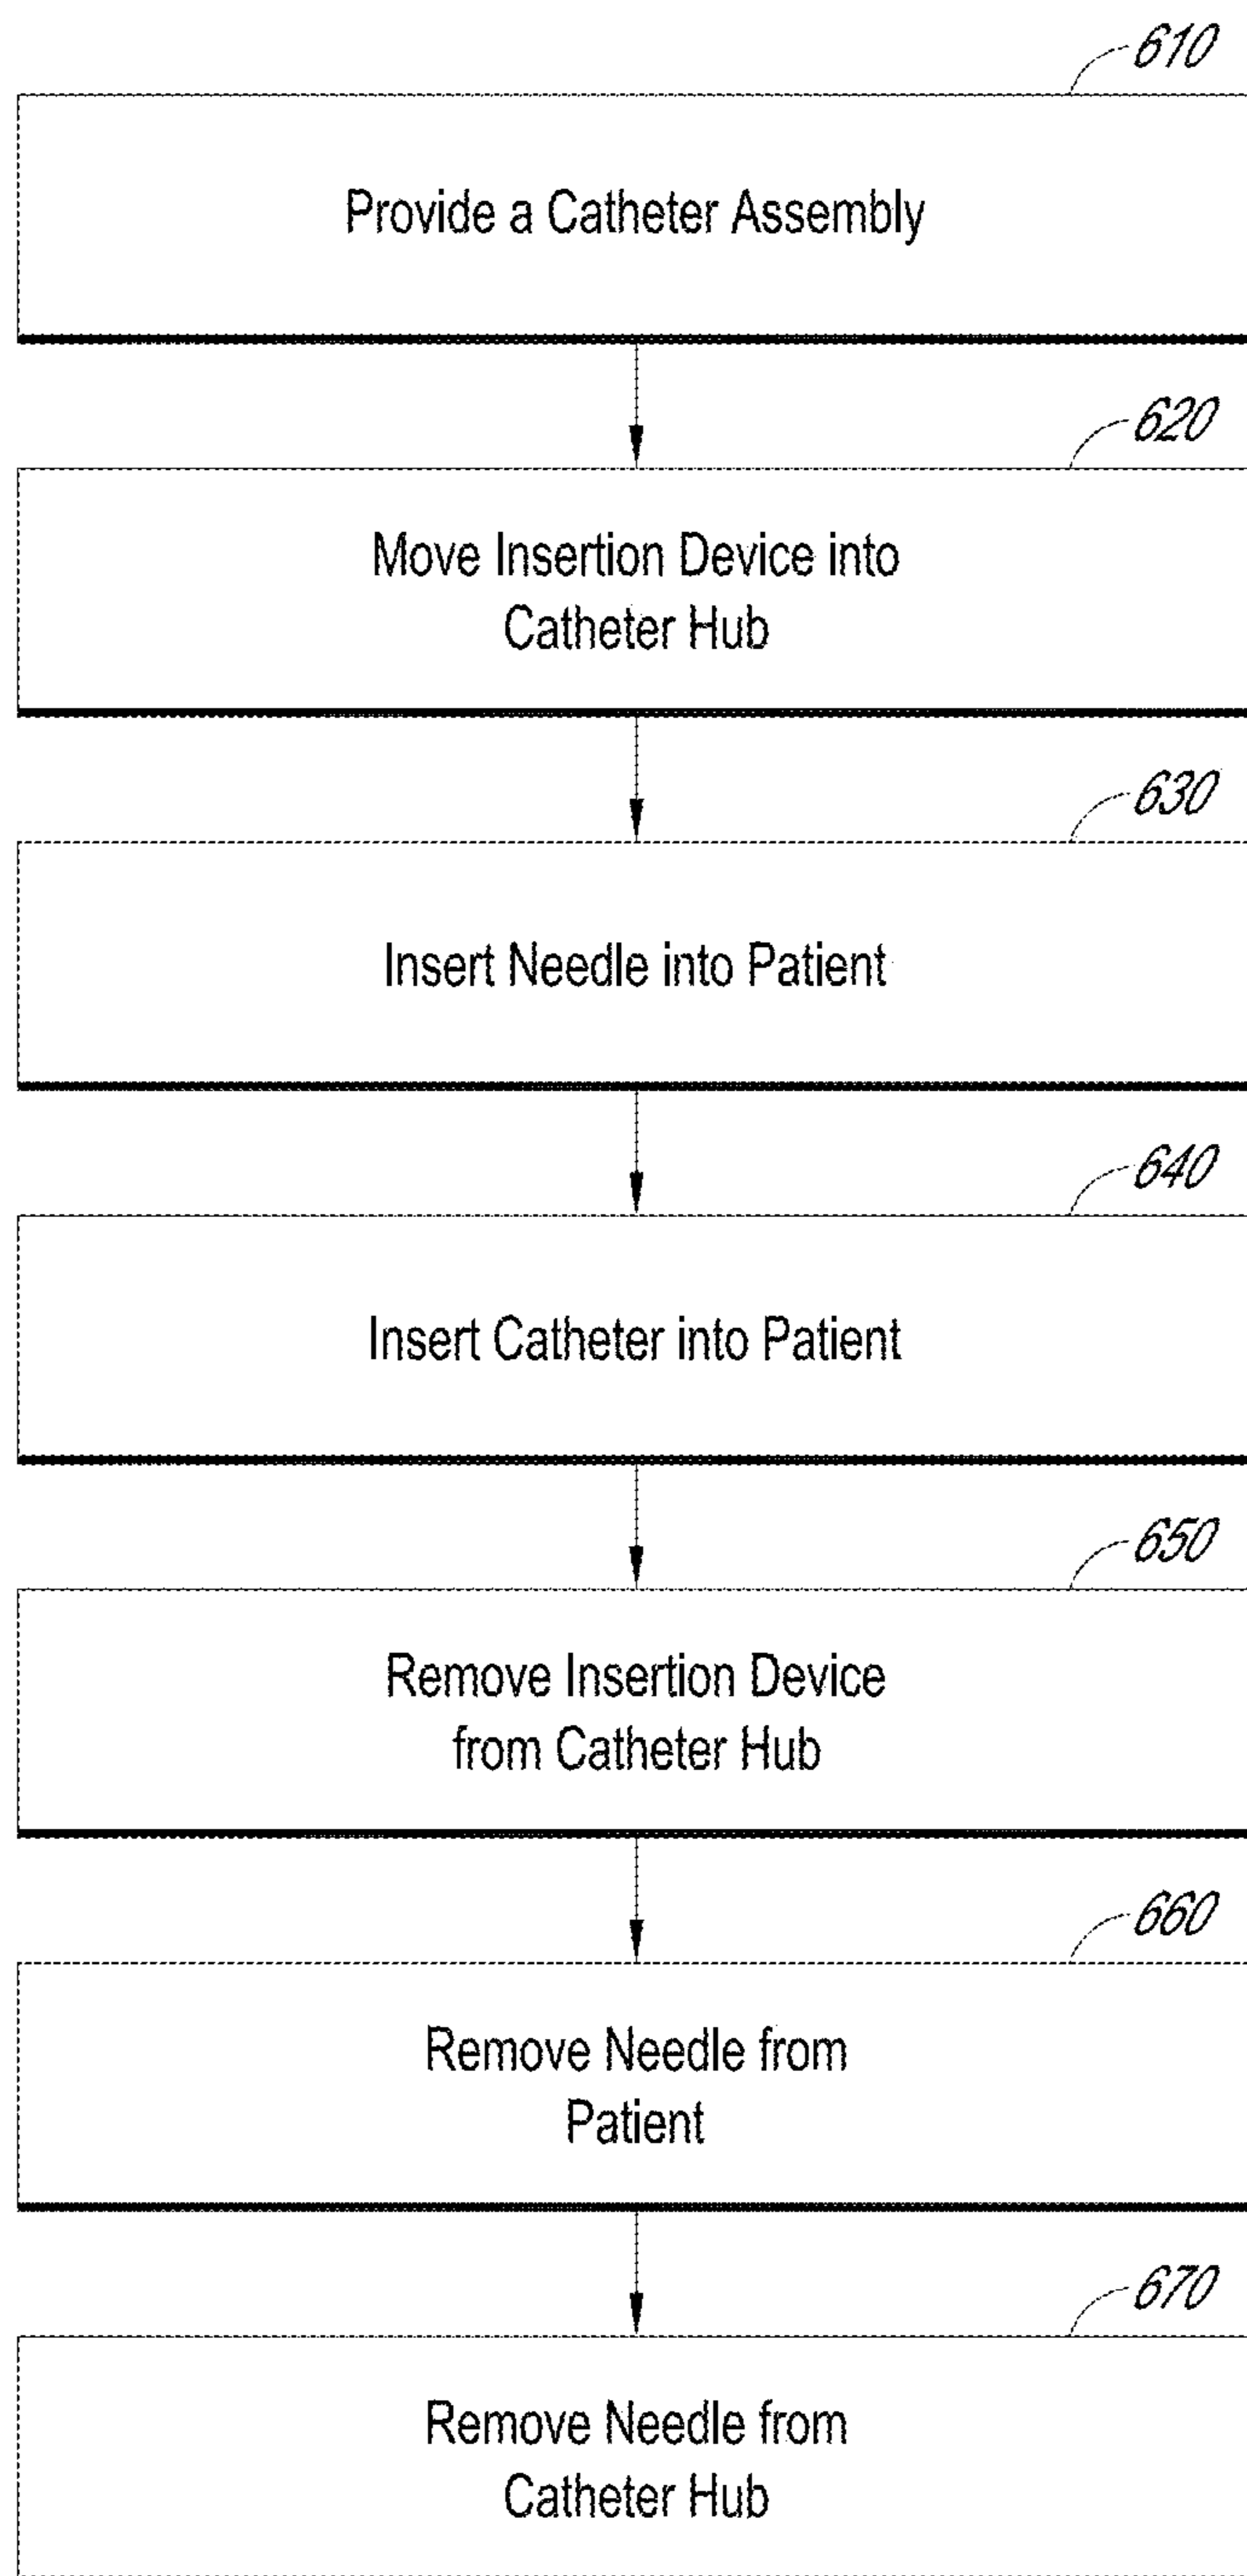 610
Provide a Catheter Assembly
620
Move Insertion Device into
Catheter Hub
630
Insert Needle into Patient
640
Insert Catheter into Patient
650
Remove Insertion Device
from Catheter Hub
660
Remove Needle from
Patient
670
Remove Needle from
Catheter Hub